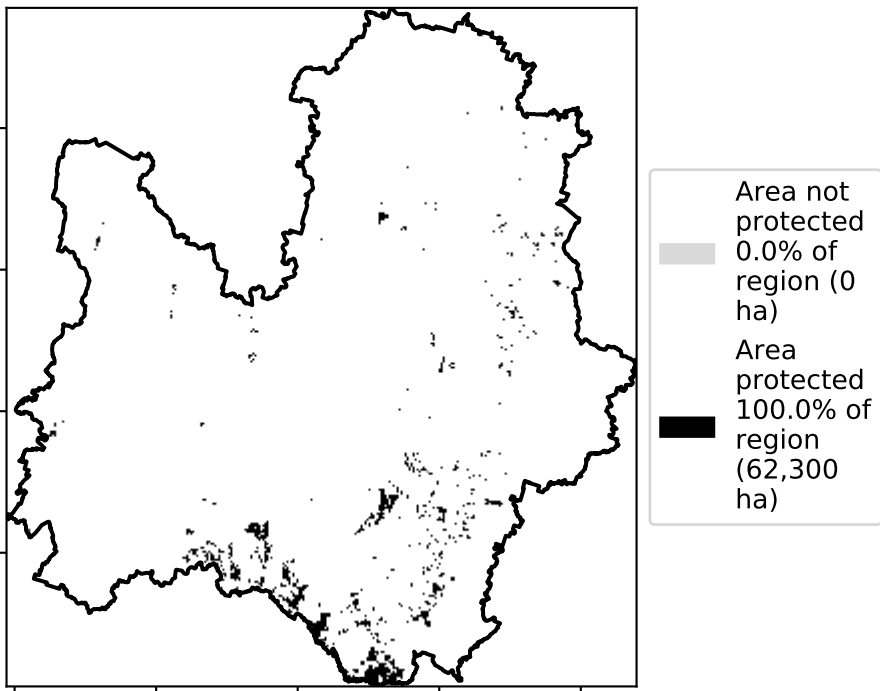 Area not
protected
0.0% of
region (0
ha)
Area
protected
100.0% of
region
(62,300
ha)